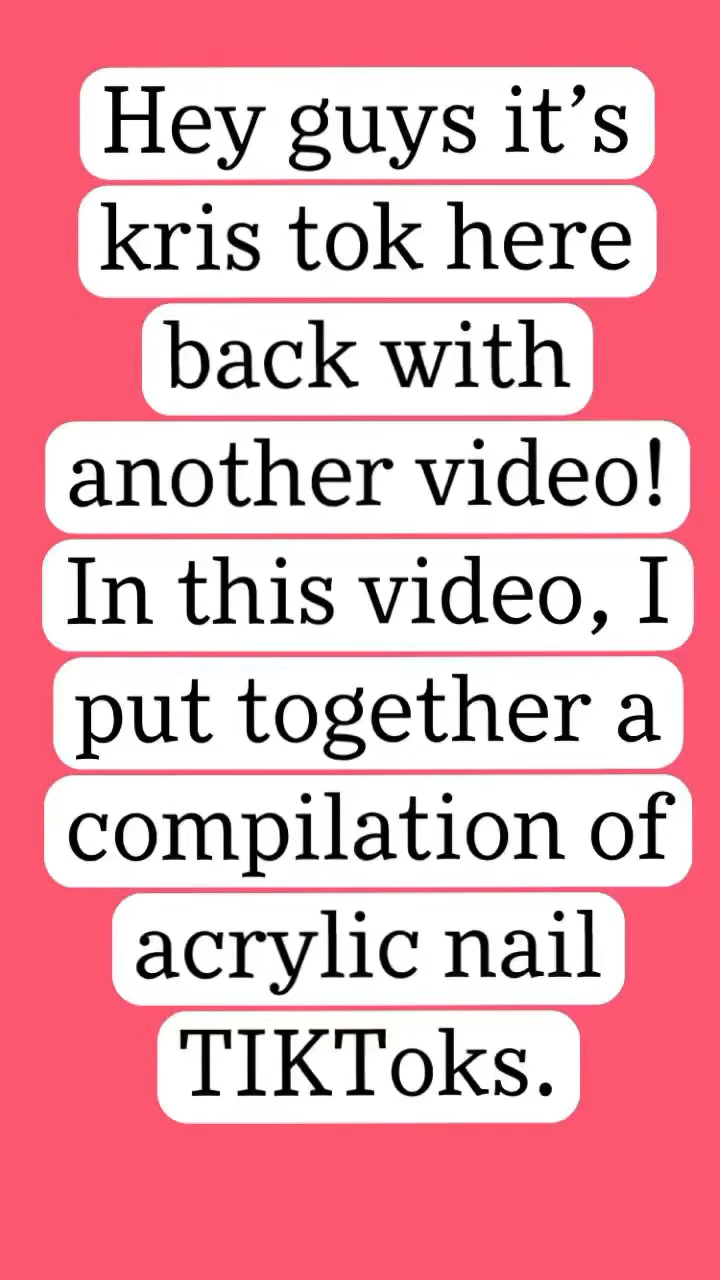 Hey guys it’s
kris tok here
back with
another video!
In this video, I
put together a
compilation of
acrylic nail
TIKToks.